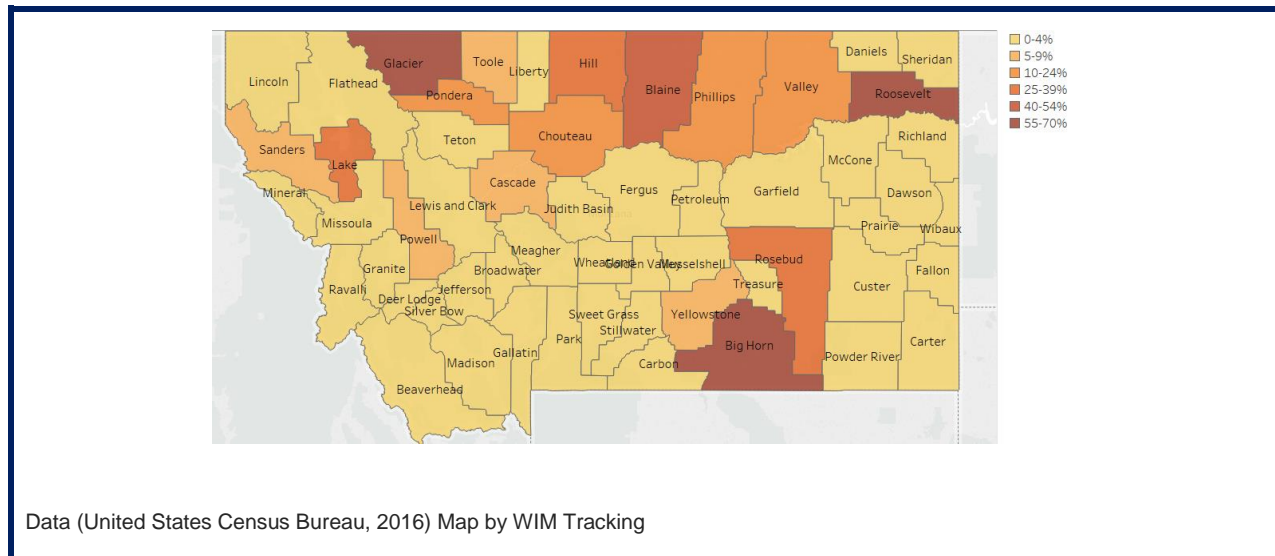 0-4%
5-9%
10-24%
25-39%
40-54%
55-70%
Lincoln
Flathead
Glacier
Toole
Liberty
Hill
Blaine
Phillips
Valley
Daniels
Sheridan
Roosevelt
Pondera
Teton
Chouteau
Richland
Sanders
Lake
Cascade
McCone
Mineral
Missoula
Lewis and Clark
Judith Basin
Fergus
Petroleum
Garfield
Dawson
Powell
Prairie
Wibaux
Meagher
Wheatland
Golden Valley
Musselshell
Rosebud
Granite
Broadwater
Treasure
Fallon
Ravalli
Jefferson
Custer
Deer Lodge
Silver Bow
Sweet Grass
Stillwater
Yellowstone
Gallatin
Park
Big Horn
Carter
Madison
Carbon
Powder River
Beaverhead
Data (United States Census Bureau, 2016) Map by WIM Tracking